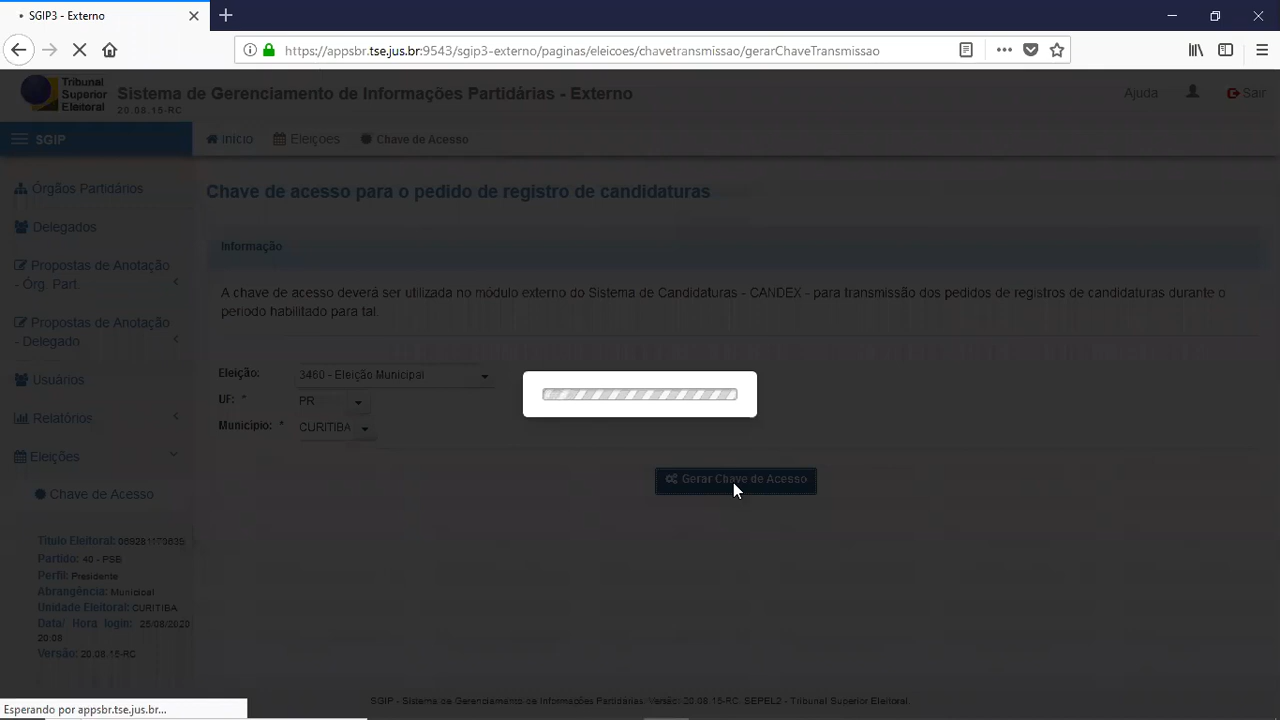 SGIP3 - Externo
https://appsbr.tse.jus.br:9543/sgip3-externo/paginas/eleicoes/chavetransmissao/gerarChaveTransmissao
Tribunal
Superior
Eleitoral
Sistema de Gerenciamento de Informações Partidárias - Externo
20.08.15-RC
Ajuda
Sair
SGIP
Início
Eleições
Chave de Acesso
Órgãos Partidários
Delegados
Propostas de Anotação
- Órg. Part.
Propostas de Anotação
- Delegado
Usuários
Relatórios
Eleições
Chave de Acesso
Título Eleitoral:
Partido: 40 - PSB
Perfil: Presidente
Abrangência: Municipal
Unidade Eleitoral: CURITIBA
Data/ Hora login: 25/08/2020
20:08
Versão: 20.08.15-RC
Chave de acesso para o pedido de registro de candidaturas
Informação
A chave de acesso deverá ser utilizada no módulo externo do Sistema de Candidaturas - CANDEX - para transmissão dos pedidos de registros de candidaturas durante o
período habilitado para tal.
Eleição: 3460 - Eleição Municipal
UF: * PR
Município: * CURITIBA
Gerar Chave de Acesso
SGIP - Sistema de Gerenciamento de Informações Partidárias. Versão: 20.08.15-RC. SEPEL2 - Tribunal Superior Eleitoral.
Esperando por appsbr.tse.jus.br...